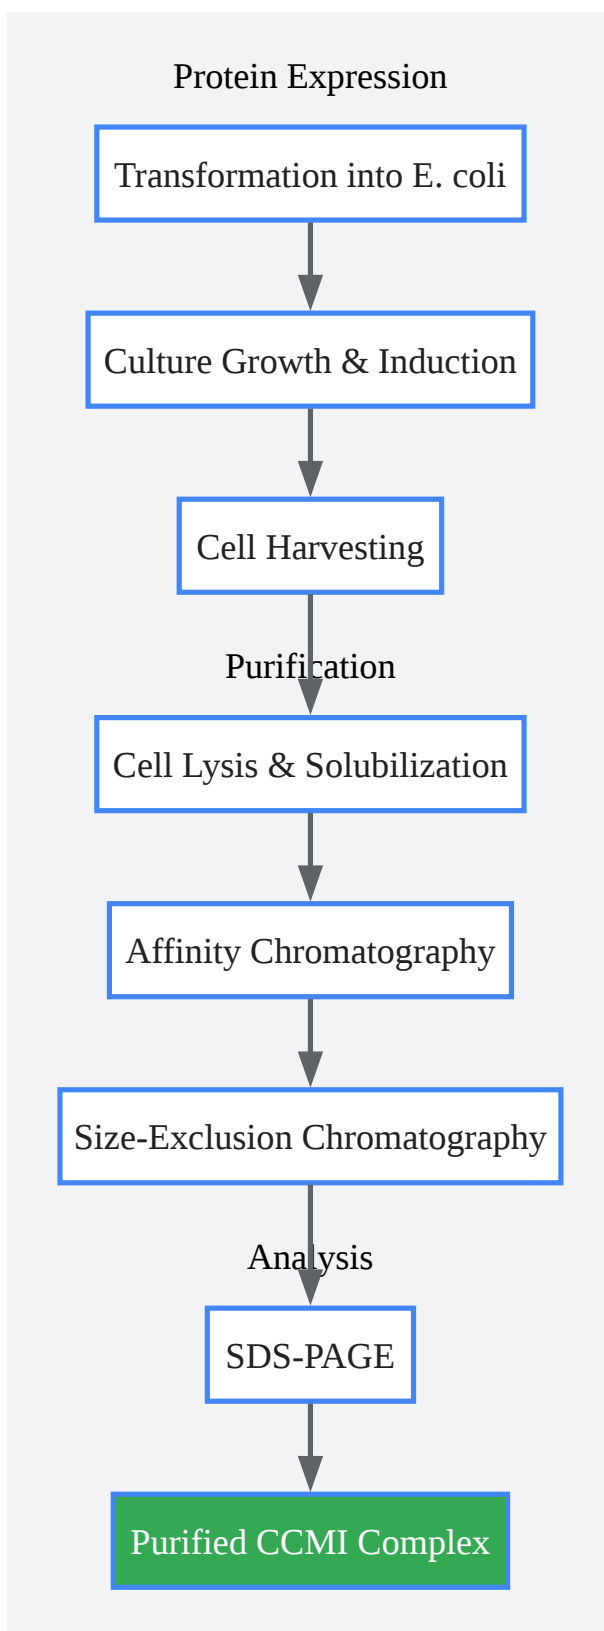 Protein Expression
Transformation into E. coli
Culture Growth & Induction
Cell Harvesting
Purification
Cell Lysis & Solubilization
Affinity Chromatography
Size-Exclusion Chromatography
Analysis
SDS-PAGE
Purified CCMI Complex